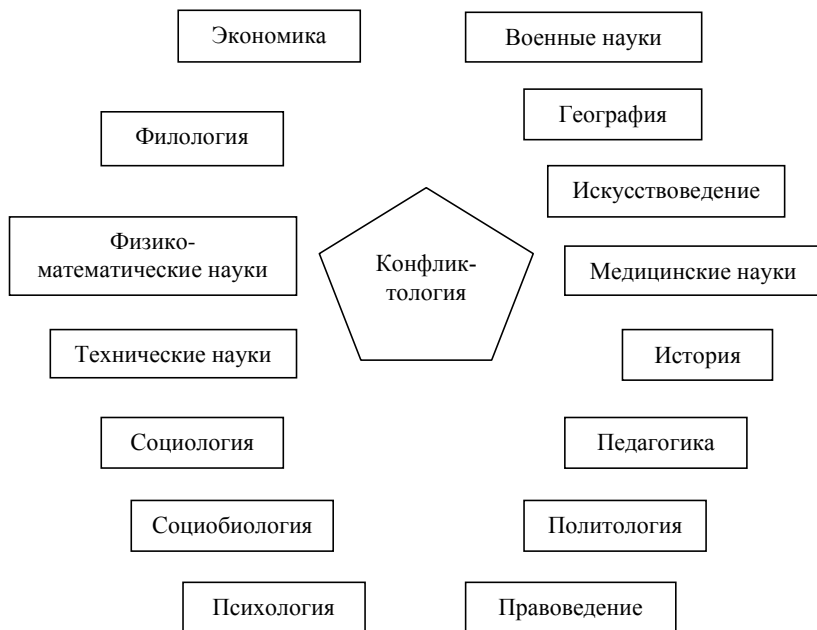 Экономика
Военные науки
География
Филология
Искусствоведение
Физико-
математические науки
Конфлик-
тология
Медицинские науки
Технические науки
История
Социология
Педагогика
Социобиология
Политология
Психология
Правоведение